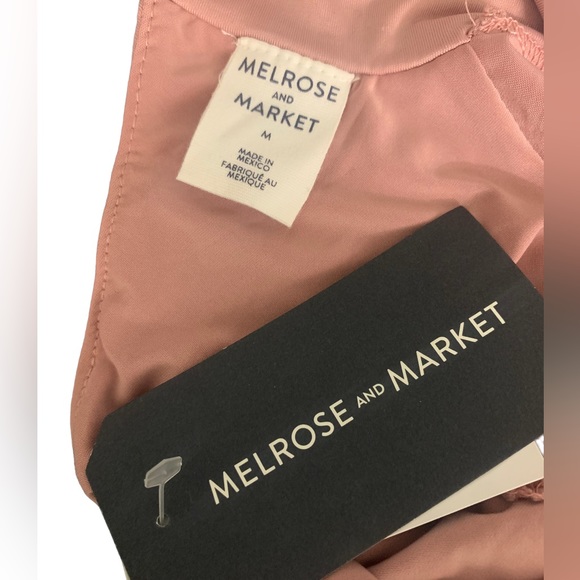 MELROSE
AND
MARKET
M
MADE IN
MEXICO
FABRIQUÉ AU
MEXIQUE
MELROSE AND MARKET